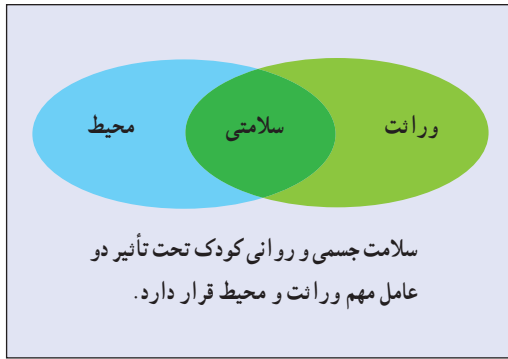 وراثت سلامتی محیط
سلامت جسمی و روانی کودک تحت تأثیر دو
عامل مهم وراثت و محیط قرار دارد.